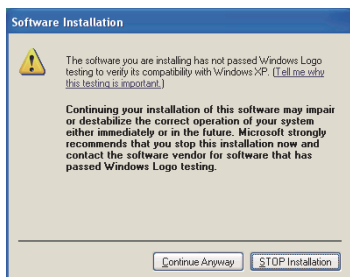 Software Installation
The software you are installing has not passed Windows Logo
testing to verify its compatibility with Windows XP. (Tell me why
this testing is important.)
Continuing your installation of this software may impair
or destabilize the correct operation of your system
either immediately or in the future. Microsoft strongly
recommends that you stop this installation now and
contact the software vendor for software that has
passed Windows Logo testing.
Continue Anyway
STOP Installation